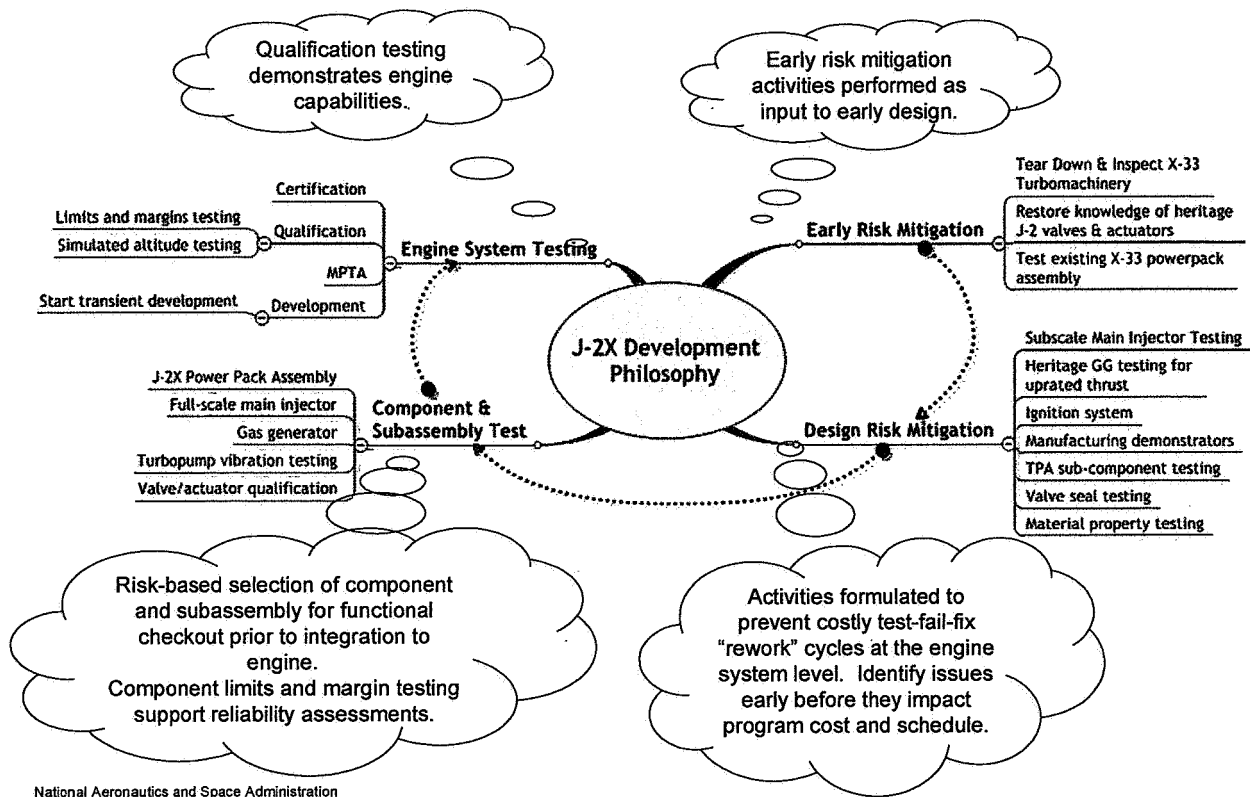 Qualification testing
demonstrates engine
capabilities.
Early risk mitigation
activities performed as
input to early design.
Certification
Limits and margins testing
Simulated altitude testing
Qualification
MPTA
Start transient development
Development
Engine System Testing
Early Risk Mitigation
Tear Down & Inspect X-33
Turbomachinery
Restore knowledge of heritage
J-2 valves & actuators
Test existing X-33 powerpack
assembly
J-2X Development
Philosophy
J-2X Power Pack Assembly
Full-scale main injector
Gas generator
Turbopump vibration testing
Valve/actuator qualification
Component &
Subassembly Test
Design Risk Mitigation
Subscale Main Injector Testing
Heritage GG testing for
uprated thrust
Ignition system
Manufacturing demonstrators
TPA sub-component testing
Valve seal testing
Material property testing
Risk-based selection of component
and subassembly for functional
checkout prior to integration to
engine.
Component limits and margin testing
support reliability assessments.
Activities formulated to
prevent costly test-fail-fix
“rework” cycles at the engine
system level.  Identify issues
early before they impact
program cost and schedule.
National Aeronautics and Space Administration